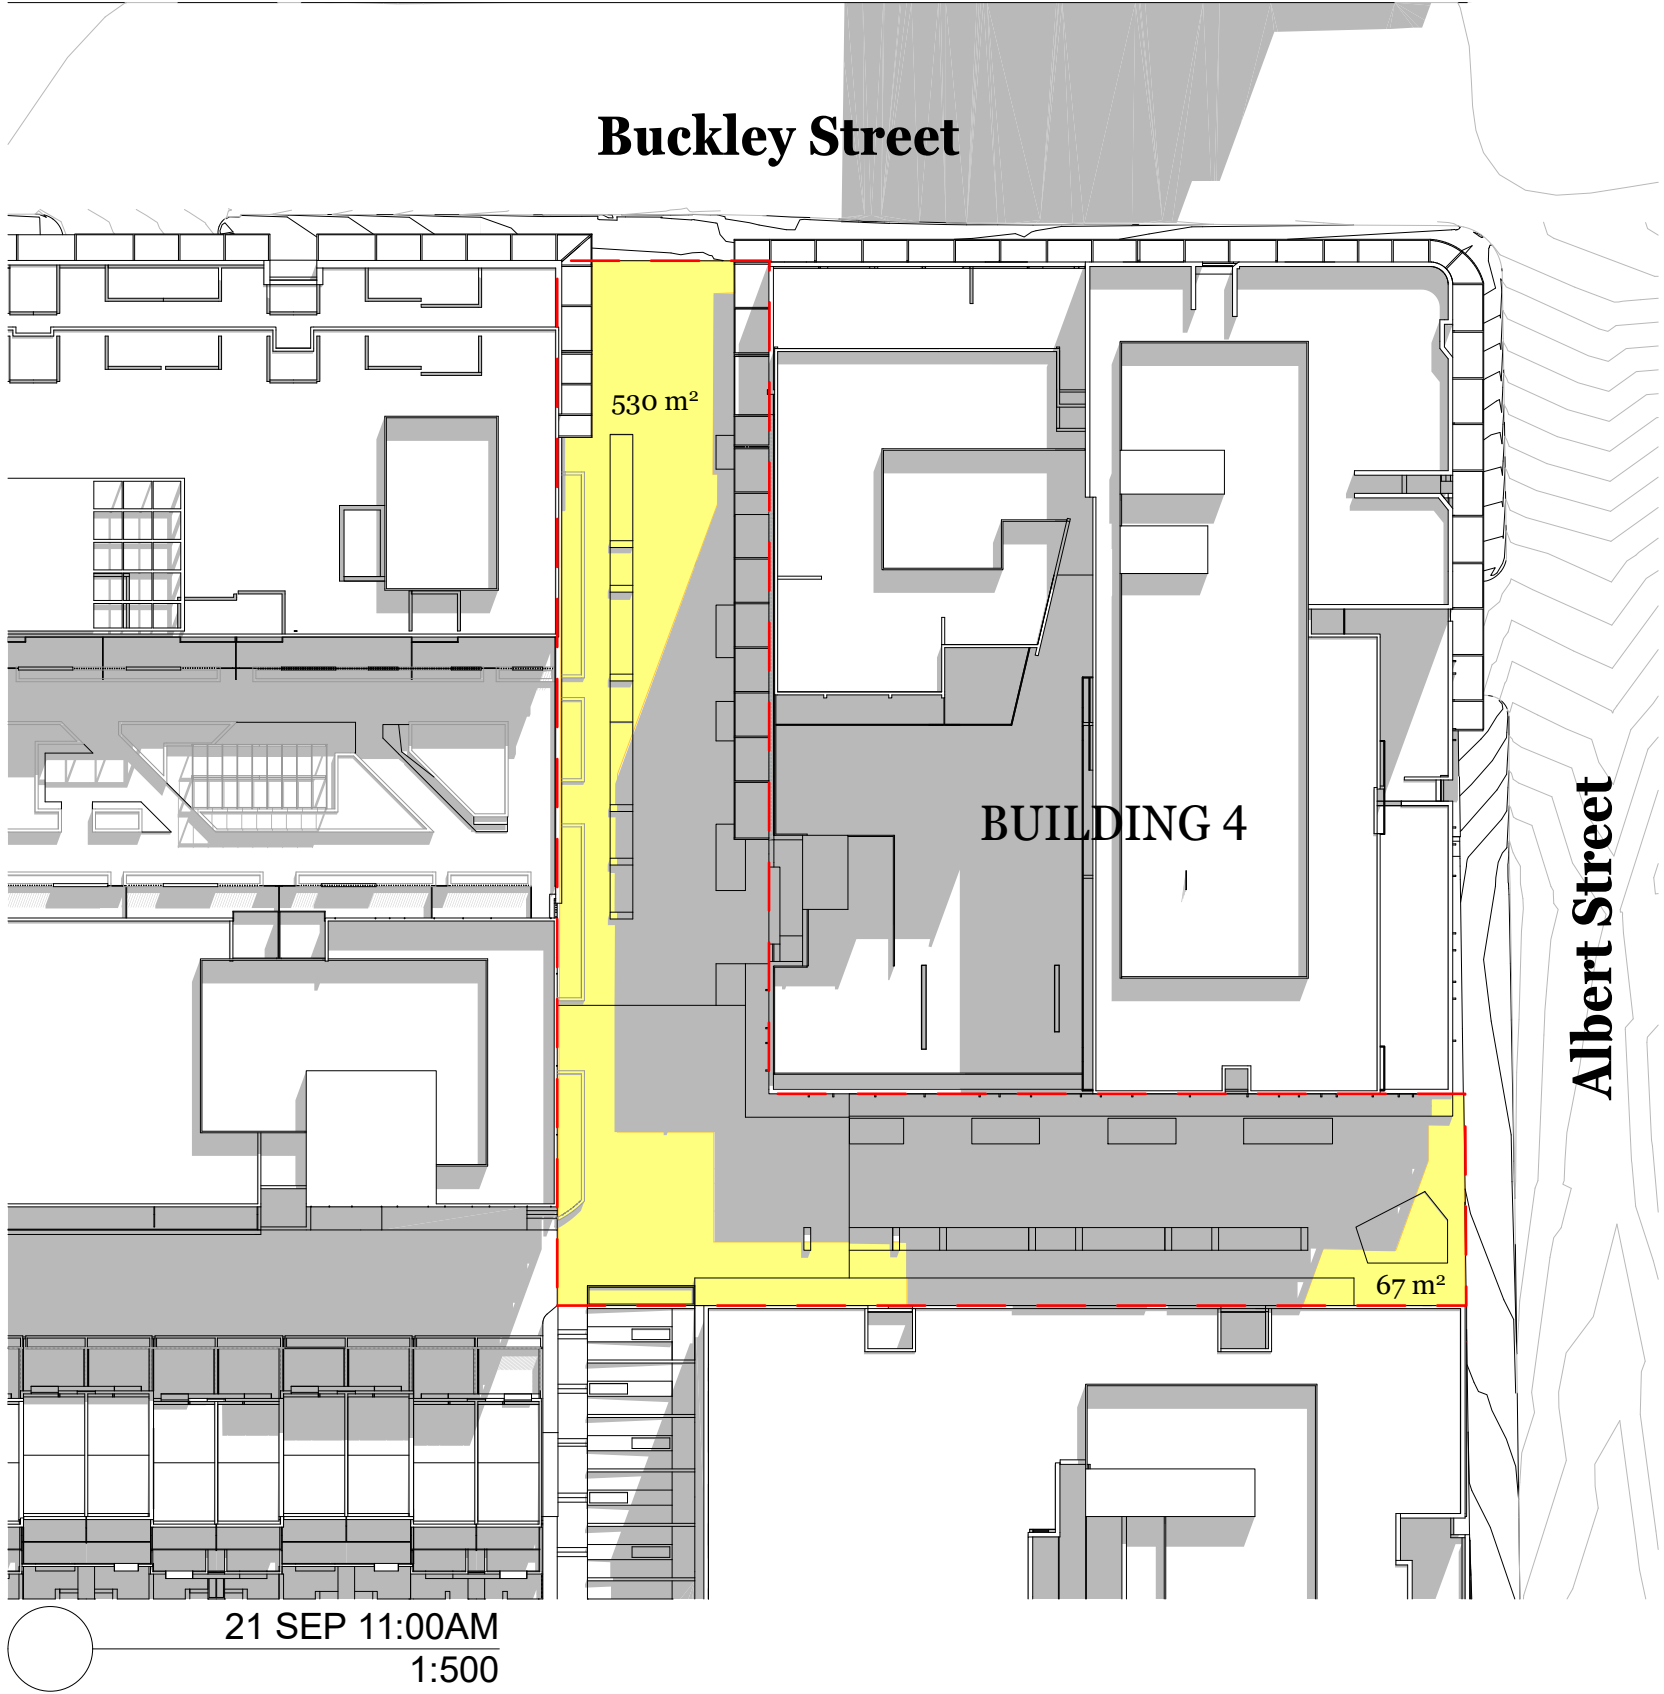 Buckley Street
530 m²
BUILDING 4
Albert Street
67 m²
21 SEP 11:00AM
1:500